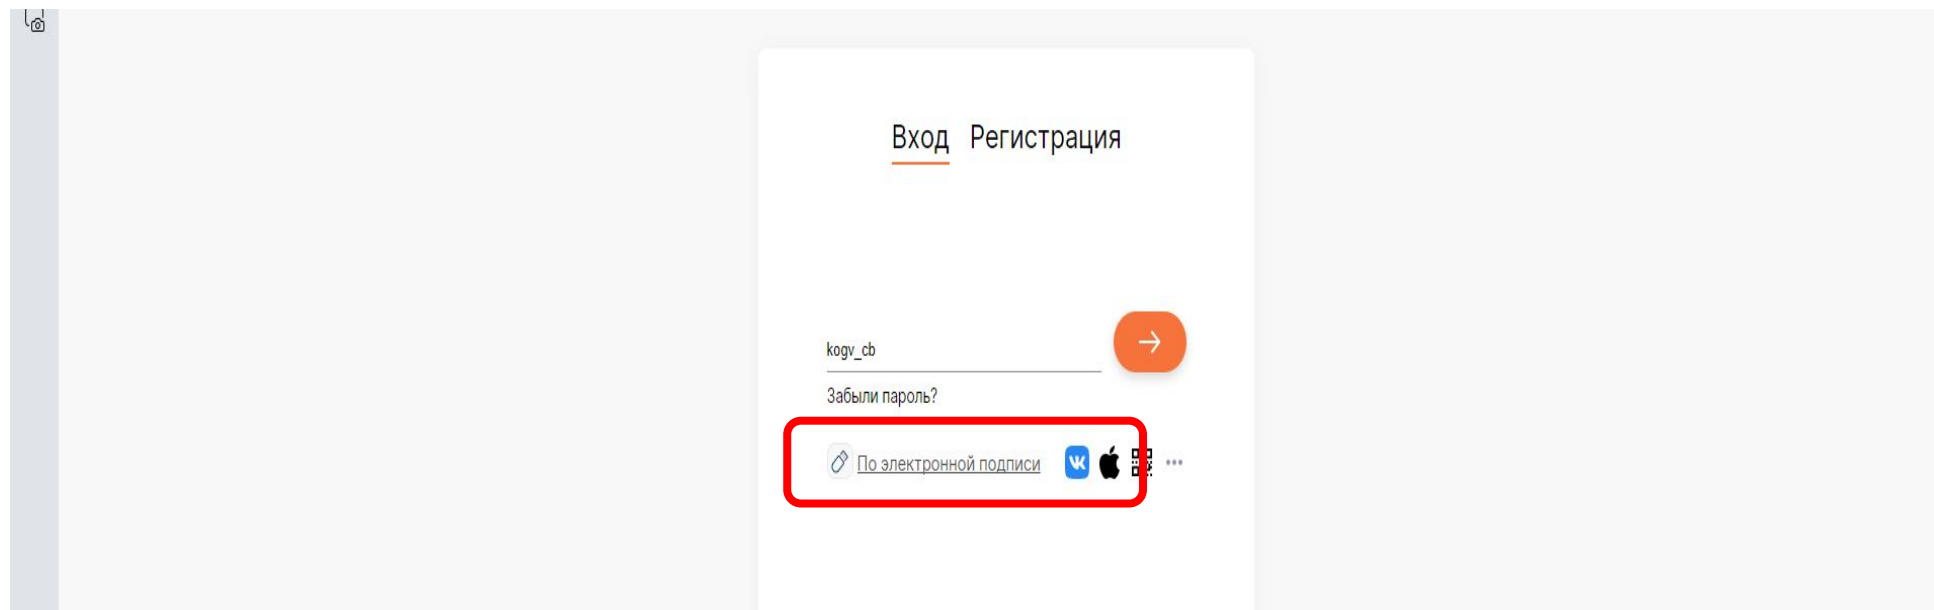 Вход Регистрация
kogv_cb
Забыли пароль?
По электронной подписи